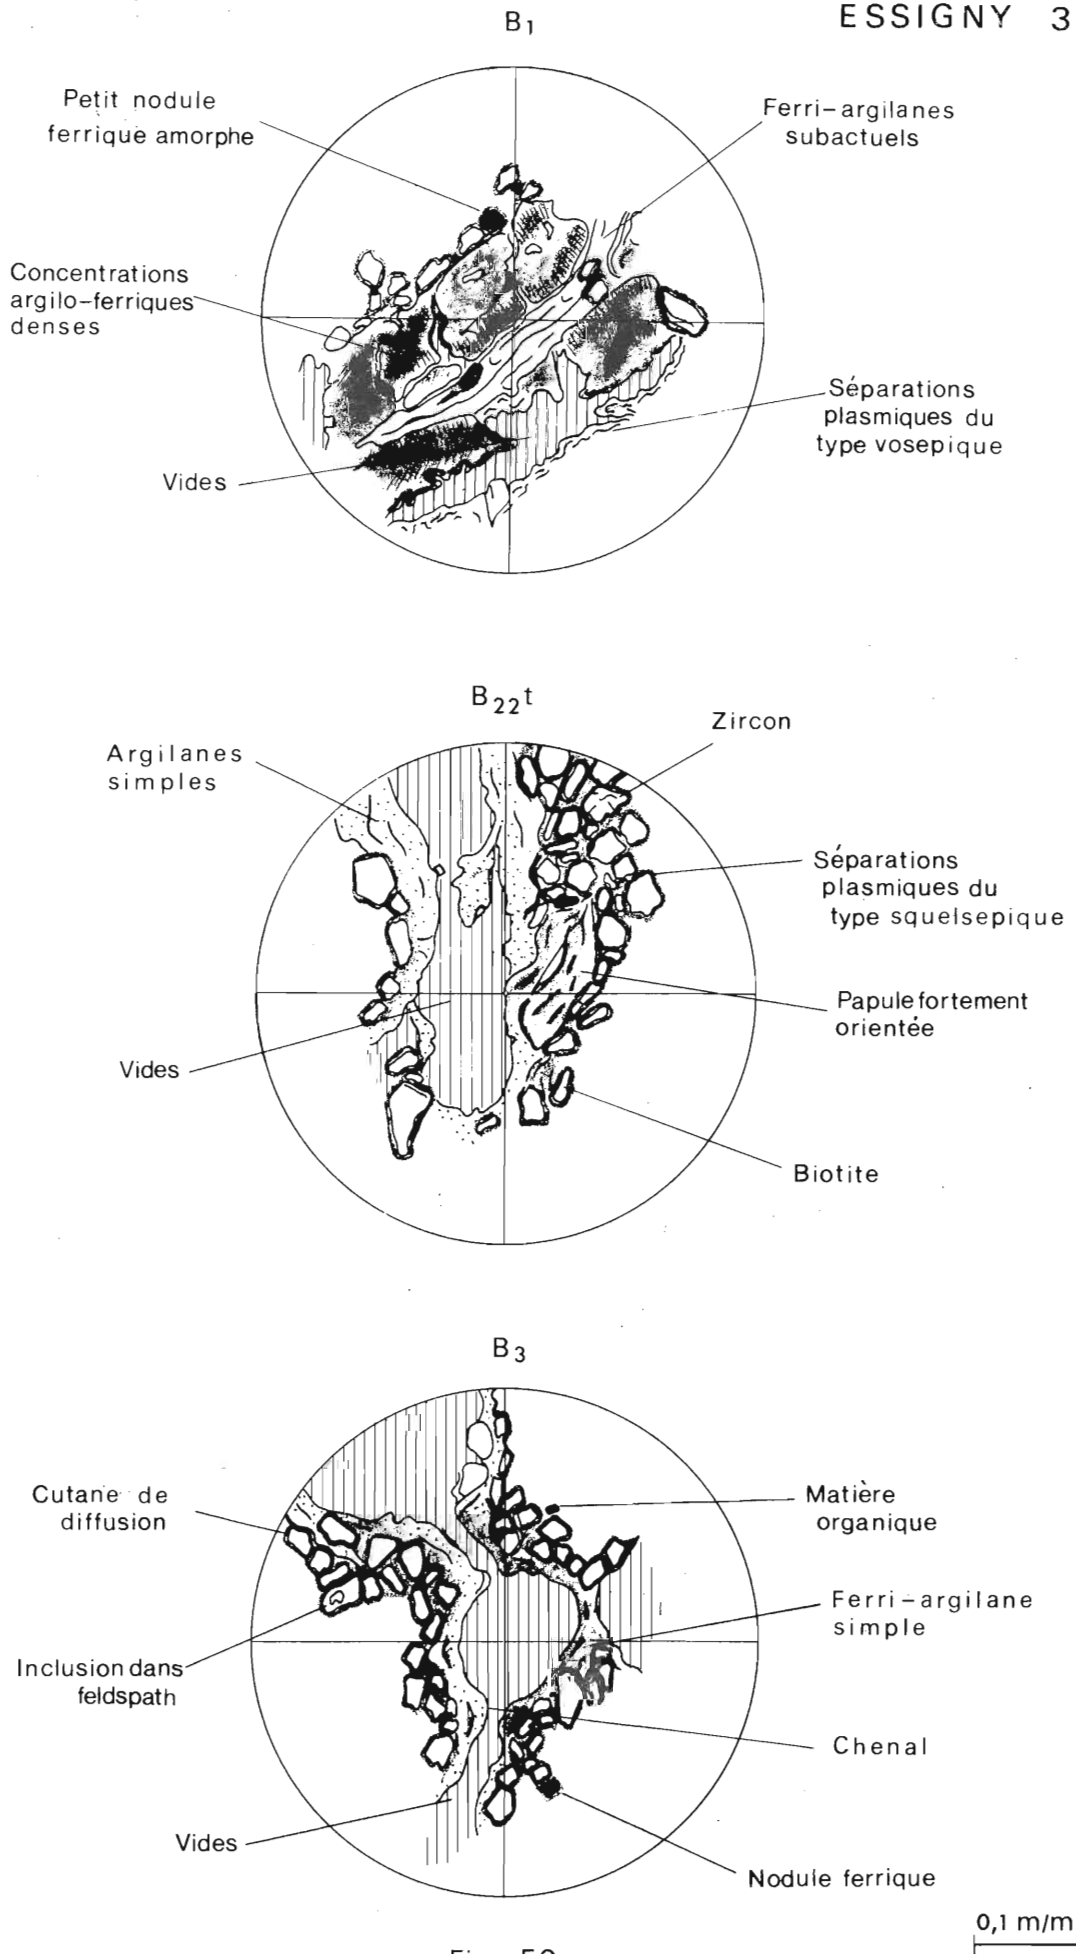 ESSIGNY 3
B1
Petit nodule
ferrique amorphe
Ferri-argilanes
subactuels
Concentrations
argilo-ferriques
denses
Séparations
plasmiques du
type vosepique
Vides
B22t
Zircon
Argilanes
simples
Séparations
plasmiques du
type squelsepique
Papule fortement
orientée
Vides
Biotite
B3
Cutane de
diffusion
Matière
organique
Ferri-argilane
simple
Inclusion dans
feldspath
Chenal
Vides
Nodule ferrique
0,1 m/m